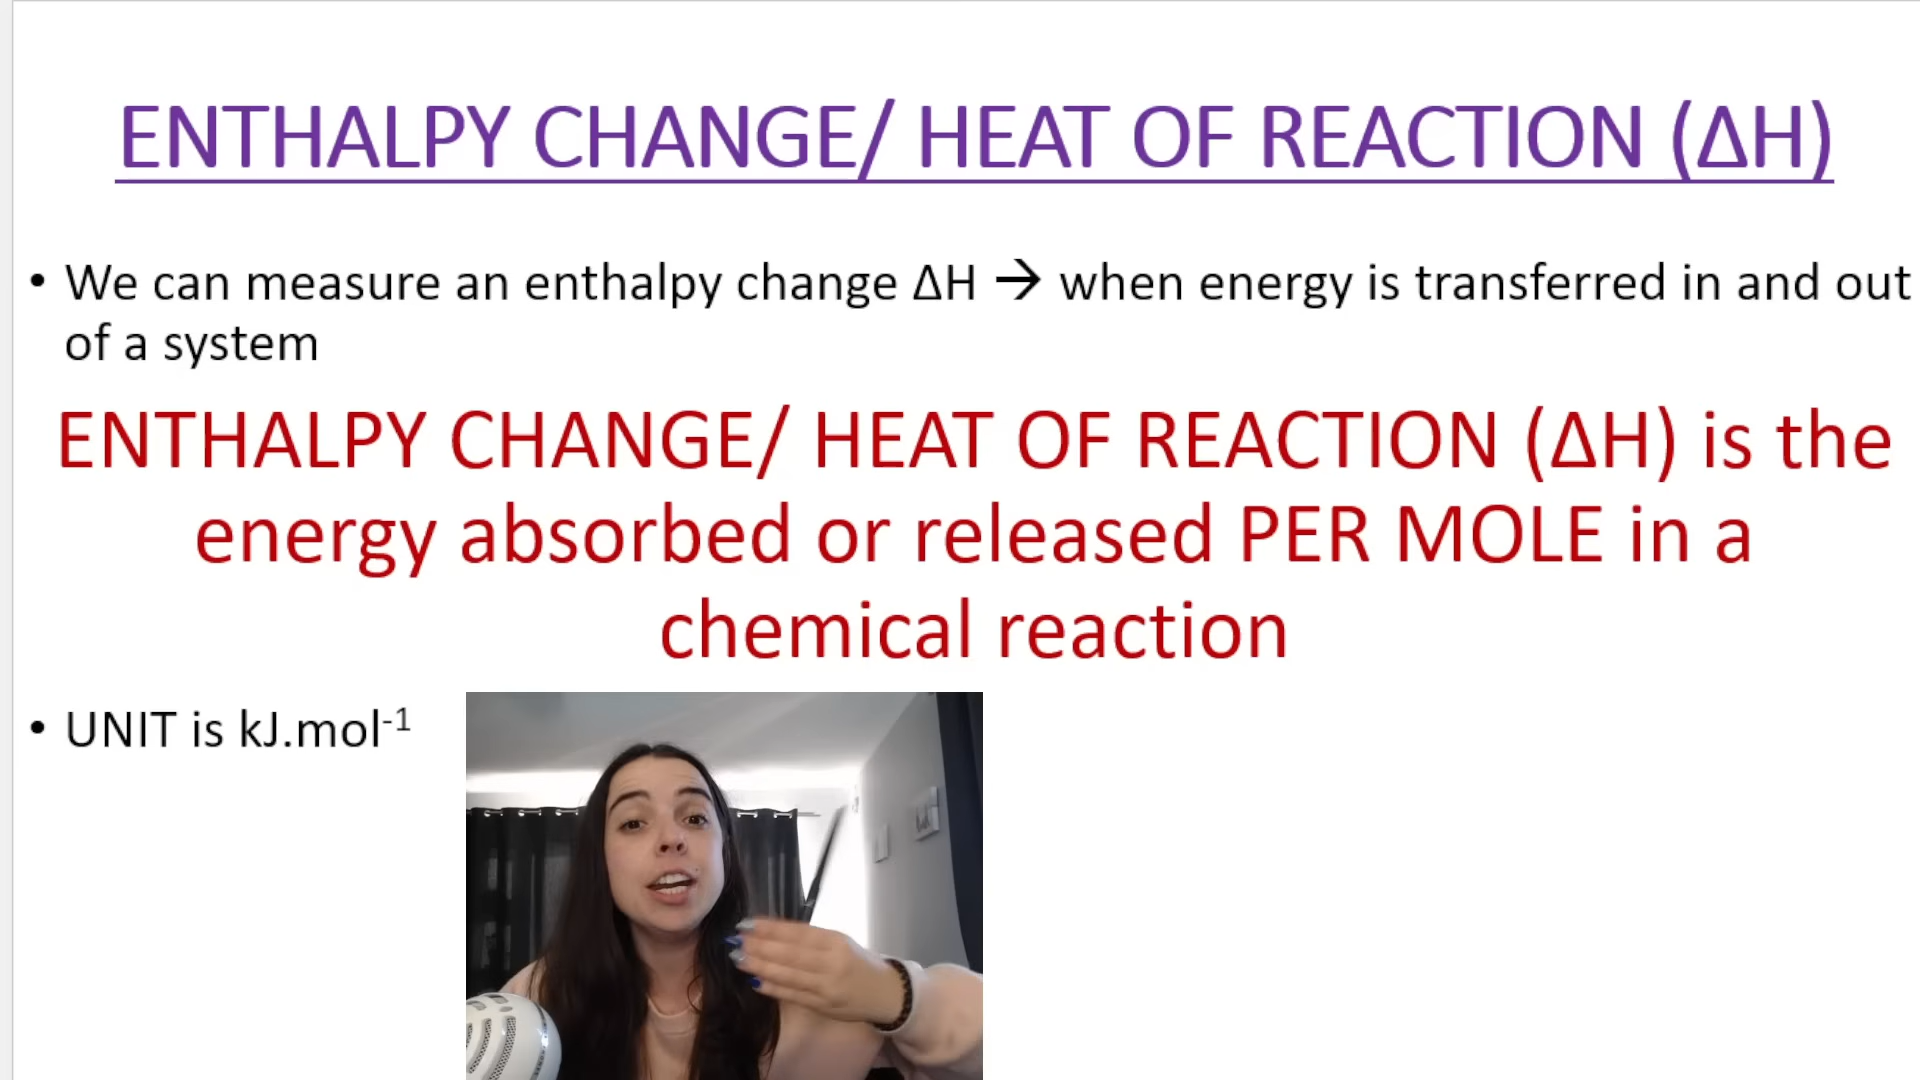 ENTHALPY CHANGE/ HEAT OF REACTION (ΔH)
• We can measure an enthalpy change ΔH → when energy is transferred in and out
of a system
ENTHALPY CHANGE/ HEAT OF REACTION (ΔH) is the
energy absorbed or released PER MOLE in a
chemical reaction
• UNIT is kJ.mol⁻¹